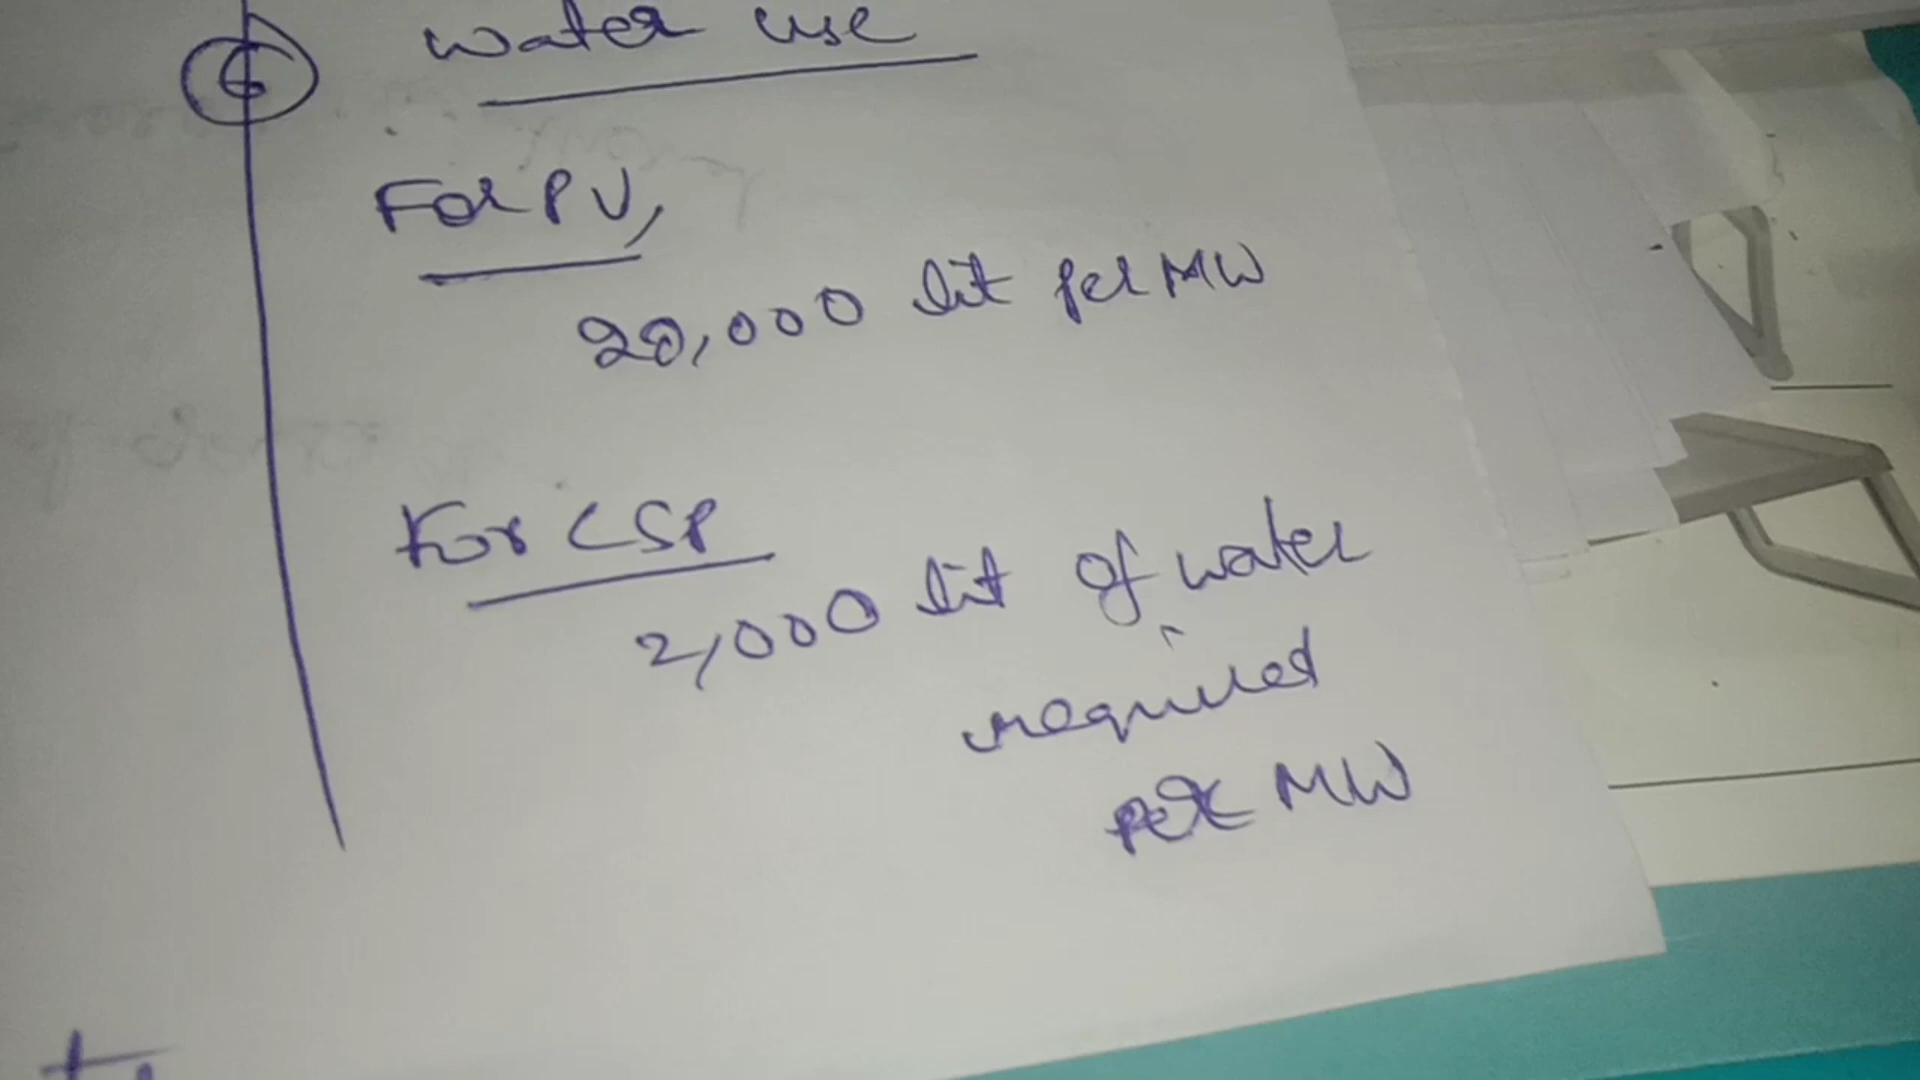 6 Water use
For PV,
20,000 lit per MW
For CSP
2,000 lit of water
required
per MW